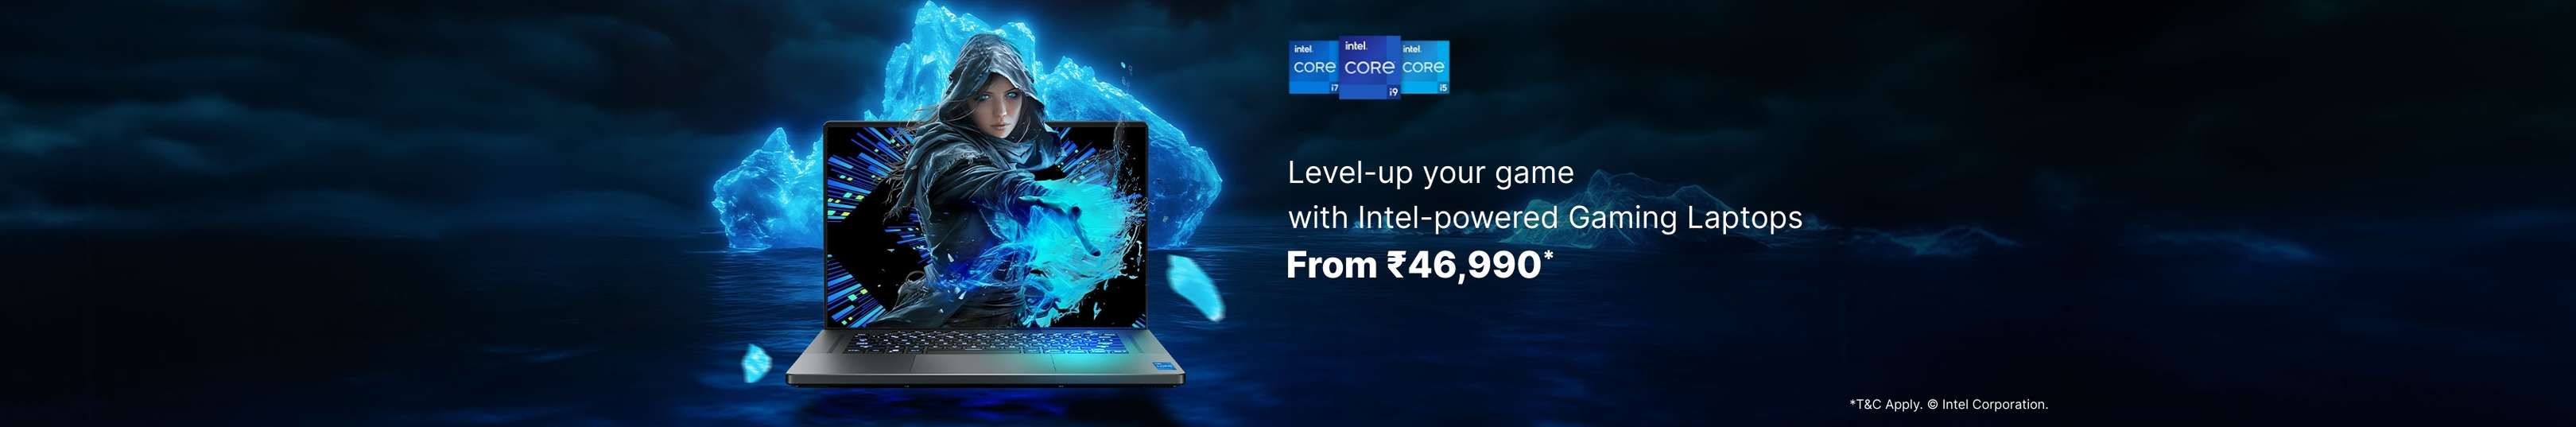 intel. intel. intel.
CORE CORE CORE
i7 i9 i5
Level-up your game
with Intel-powered Gaming Laptops
From ₹46,990*
*T&C Apply. © Intel Corporation.